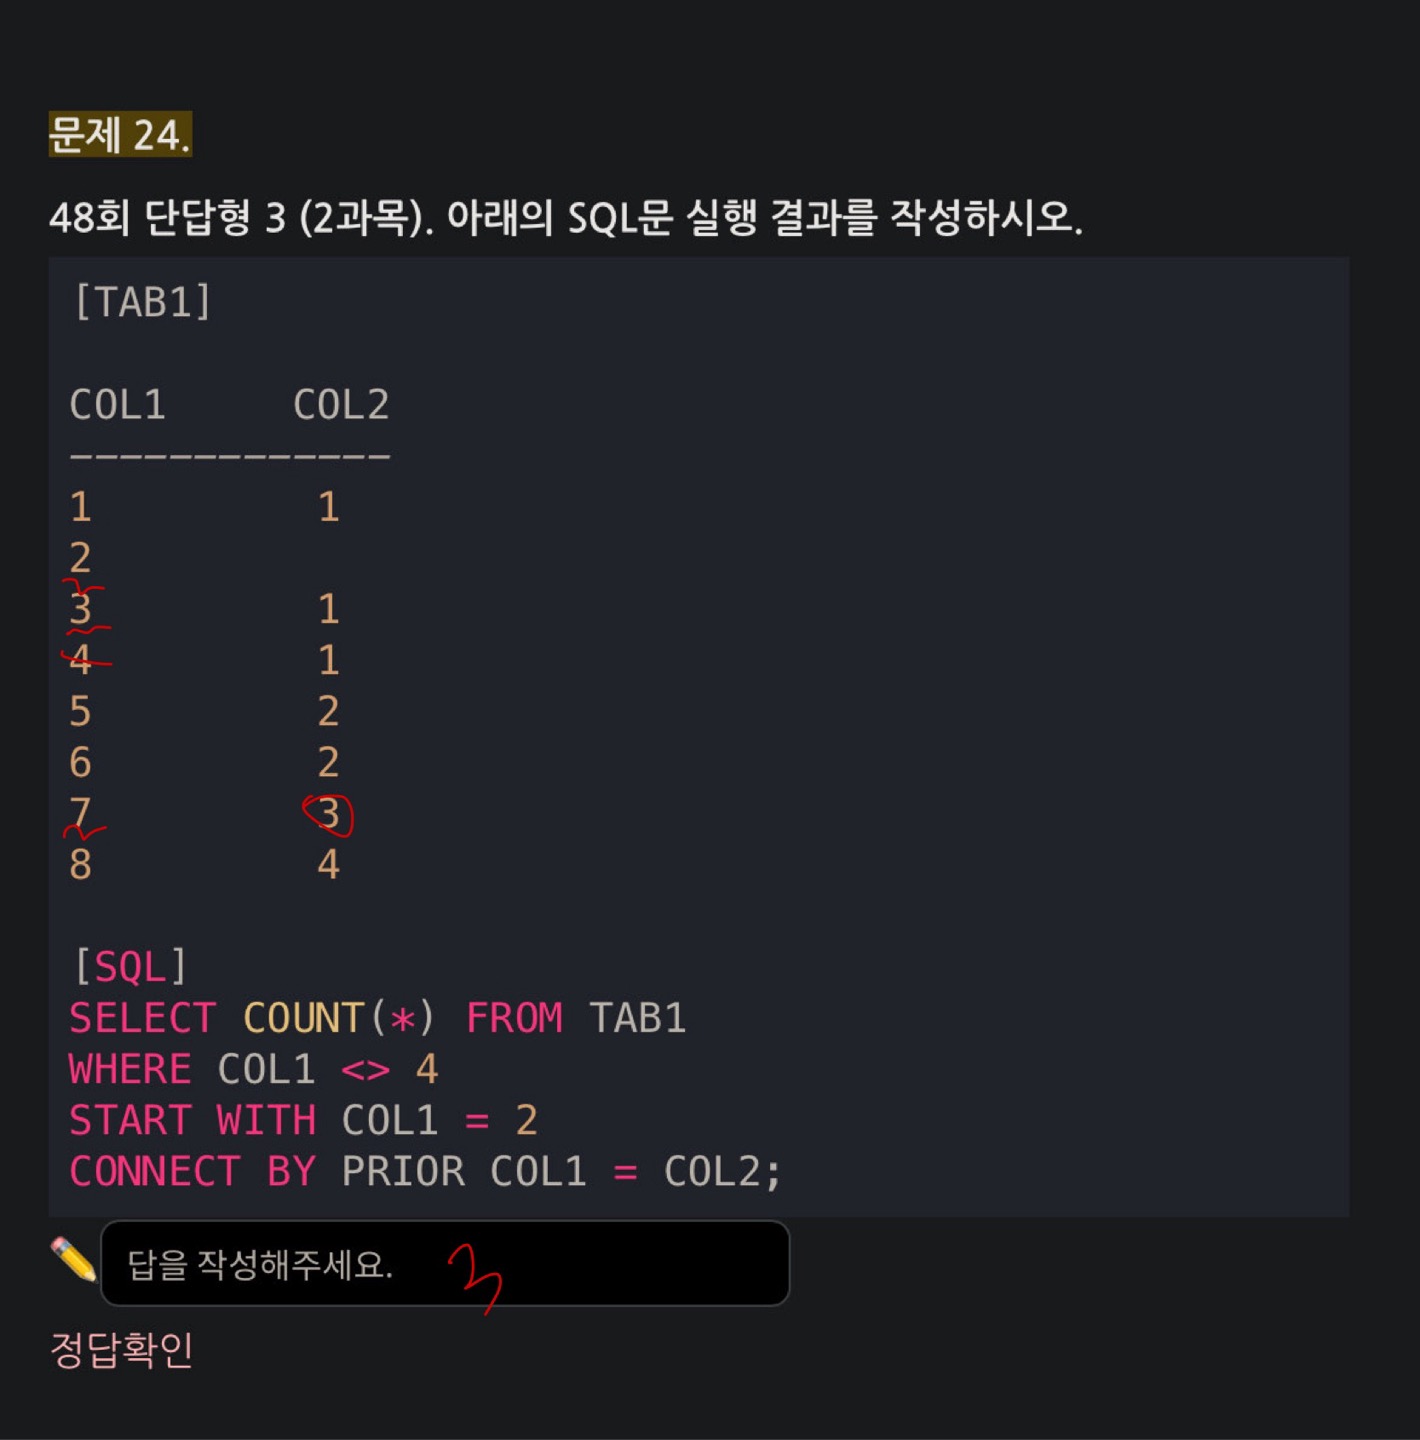 문제 24.
48회 단답형 3 (2과목). 아래의 SQL문 실행 결과를 작성하시오.
[TAB1]
COL1 COL2
-------------
1 1
2
3 1
4 1
5 2
6 2
7 3
8 4
[SQL]
SELECT COUNT(*) FROM TAB1
WHERE COL1 <> 4
START WITH COL1 = 2
CONNECT BY PRIOR COL1 = COL2;
답을 작성해주세요. 3
정답확인